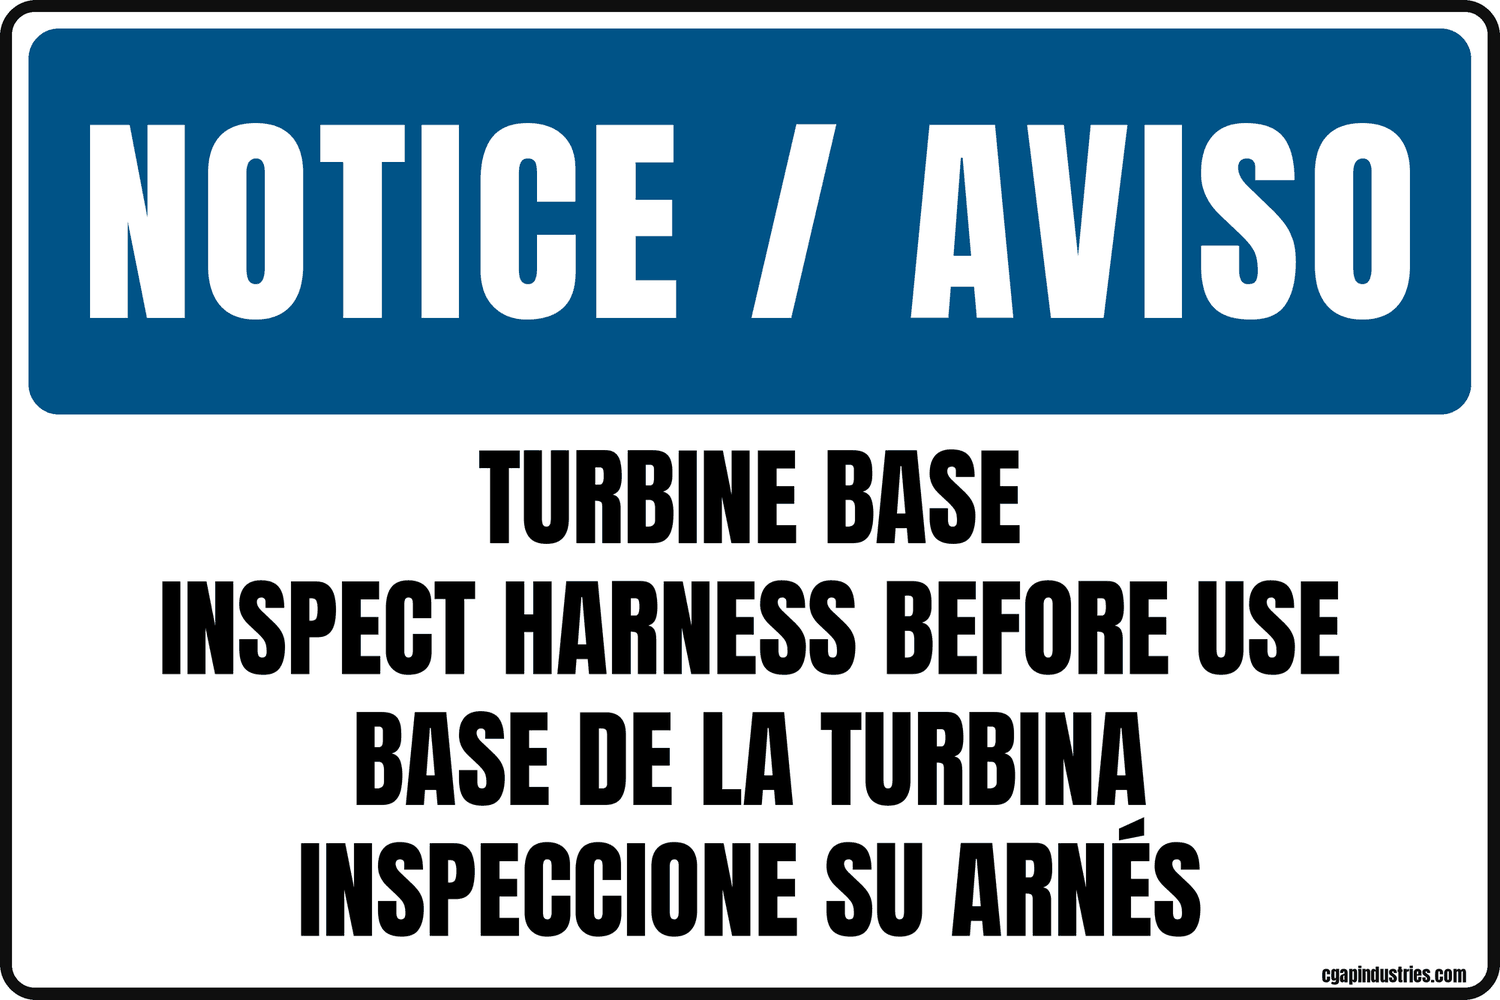 NOTICE / AVISO
TURBINE BASE
INSPECT HARNESS BEFORE USE
BASE DE LA TURBINA
INSPECCIONE SU ARNÉS
cgapindustries.com